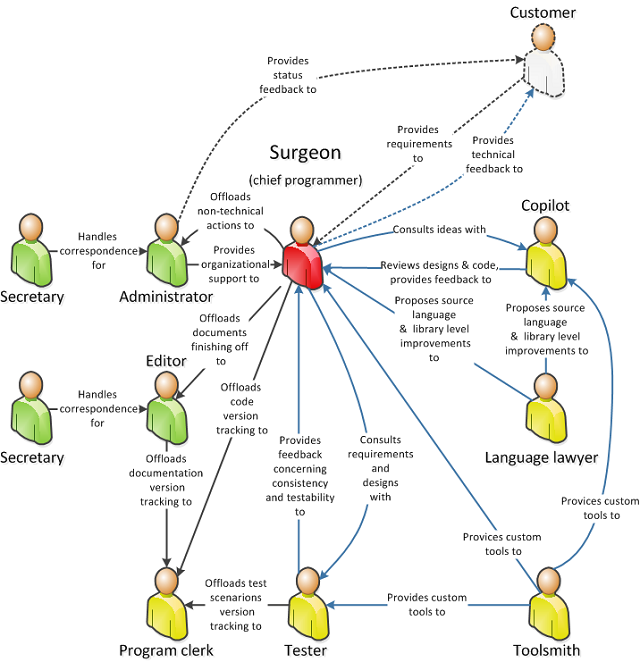 Customer
Provides
status
feedback to
Provides
requirements
to
Provides
technical
feedback to
Surgeon
(chief programmer)
Offloads
non-technical
actions to
Copilot
Consults ideas with
Handles
correspondence
for
Provides
organizational
support to
Reviews designs & code,
provides feedback to
Secretary
Administrator
Proposes source
language
& library level
improvements
to
Proposes source
language
& library level
improvements to
Offloads
documents
finishing off
to
Editor
Offloads
code
version
tracking to
Handles
correspondence
for
Secretary
Provides
feedback
concerning
consistency
and testability
to
Consults
requirements
and
designs
with
Language lawyer
Offloads
documentation
version
tracking to
Provices custom
tools to
Provices custom
tools to
Offloads test
scenarions
version
tracking to
Provides custom
tools to
Program clerk
Tester
Toolsmith